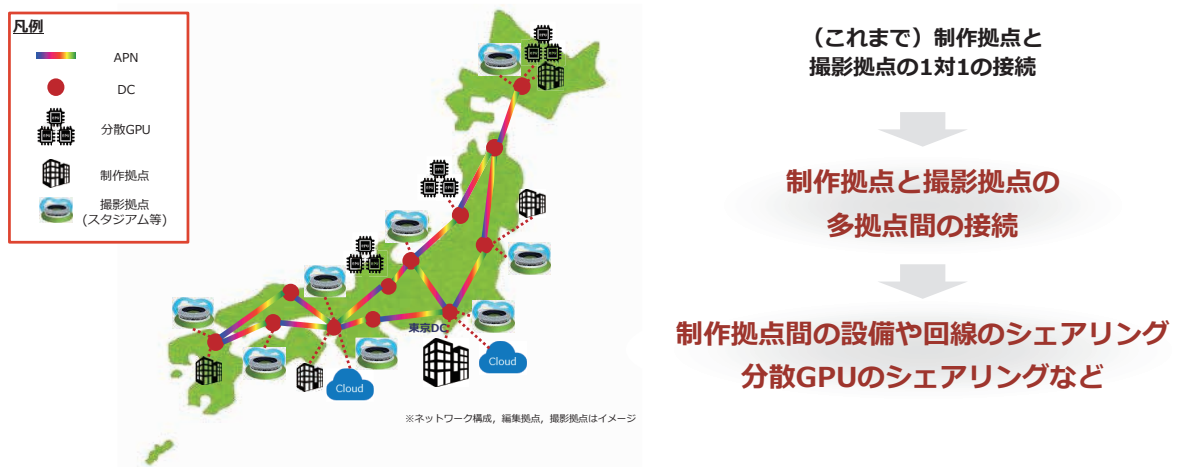 凡例
APN
DC
分散GPU
制作拠点
撮影拠点
(スタジアム等)
東京DC
Cloud
Cloud
※ネットワーク構成，編集拠点，撮影拠点はイメージ
（これまで）制作拠点と
撮影拠点の1対1の接続
制作拠点と撮影拠点の
多拠点間の接続
制作拠点間の設備や回線のシェアリング
分散GPUのシェアリングなど